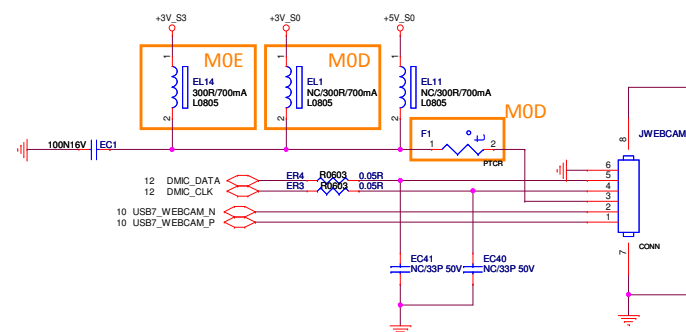 +3V_S3
+3V_S0
+5V_S0
M0E
M0D
M0D
1
EL14
300R/700mA
L0805
2
1
EL1
NC/300R/700mA
L0805
2
1
EL11
NC/300R/700mA
L0805
2
F1
1
2
PTCR
100N16V
EC1
8
JWEBCAM
12 DMIC_DATA
ER4 R0603 0.05R
12 DMIC_CLK
ER3 R0603 0.05R
10 USB7_WEBCAM_N
10 USB7_WEBCAM_P
6
5
4
3
2
1
7
CONN
EC41
NC/33P 50V
EC40
NC/33P 50V